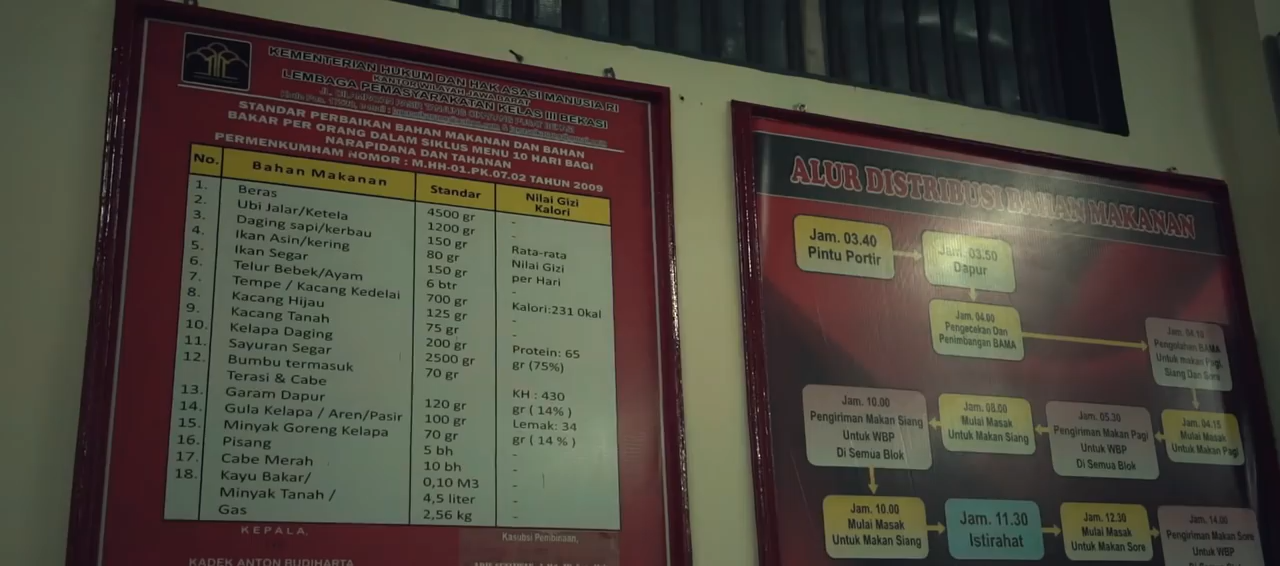 KEMENTERIAN HUKUM DAN HAK ASASI MANUSIA RI
KANTOR WILAYAH JAWA BARAT
LEMBAGA PEMASYARAKATAN KELAS III BEKASI
STANDAR PERBAIKAN BAHAN MAKANAN DAN BAHAN
BAKAR PER ORANG DALAM SIKLUS MENU 10 HARI BAGI
NARAPIDANA DAN TAHANAN
PERMENKUMHAM NOMOR : M.HH-01.PK.07.02 TAHUN 2009
No. Bahan Makanan Standar Nilai Gizi Kalori
1. Beras 4500 gr -
2. Ubi Jalar/Ketela 1200 gr -
3. Daging sapi/kerbau 150 gr Rata-rata
4. Ikan Asin/kering 80 gr Nilai Gizi
5. Ikan Segar 150 gr per Hari
6. Telur Bebek/Ayam 6 btr
7. Tempe / Kacang Kedelai 700 gr Kalori:231 0kal
8. Kacang Hijau 125 gr -
9. Kacang Tanah 75 gr -
10. Kelapa Daging 200 gr Protein: 65
11. Sayuran Segar 2500 gr gr (75%)
12. Bumbu termasuk 70 gr
Terasi & Cabe KH : 430
13. Garam Dapur 120 gr gr ( 14% )
14. Gula Kelapa / Aren/Pasir 100 gr Lemak: 34
15. Minyak Goreng Kelapa 70 gr gr ( 14 % )
16. Pisang 5 bh -
17. Cabe Merah 10 bh -
18. Kayu Bakar/ 0,10 M3 -
Minyak Tanah / 4,5 liter -
Gas 2,56 kg -
KEPALA,
Kasubsi Pembinaan,
KADEK ANTON BUDIHARTA
ALUR DISTRIBUSI BAHAN MAKANAN
Jam. 03.40
Pintu Portir
Jam. 03.50
Dapur
Jam. 04.00
Pengecekan Dan
Penimbangan BAMA
Pengolahan BAMA
Untuk makan Pagi
Siang Dan Sore
Jam. 04.15
Mulai Masak
Untuk Makan Pagi
Jam. 05.30
Pengiriman Makan Pagi
Untuk WBP
Di Semua Blok
Jam. 08.00
Mulai Masak
Untuk Makan Siang
Jam. 10.00
Pengiriman Makan Siang
Untuk WBP
Di Semua Blok
Jam. 10.00
Mulai Masak
Untuk Makan Siang
Jam. 11.30
Istirahat
Jam. 12.30
Mulai Masak
Untuk Makan Sore
Jam. 14.00
Pengiriman Makan Sore
Untuk WBP